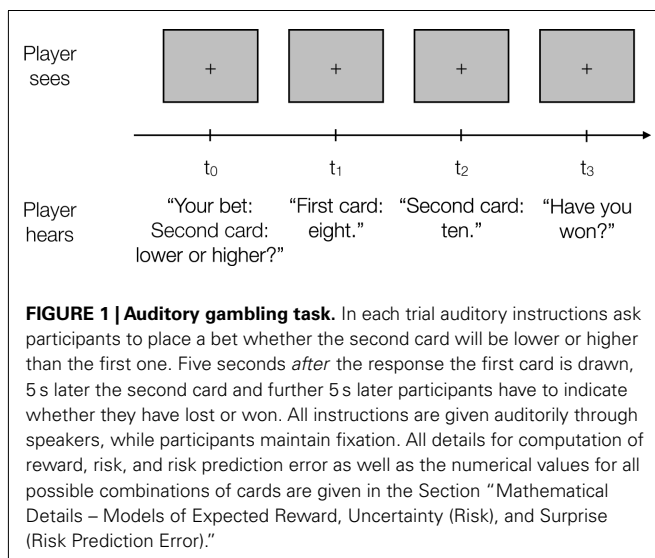 Player
sees
t0
t1
t2
t3
Player
hears
"Your bet:
Second card:
lower or higher?"
"First card:
eight."
"Second card:
ten."
"Have you
won?"
FIGURE 1 | Auditory gambling task. In each trial auditory instructions ask
participants to place a bet whether the second card will be lower or higher
than the first one. Five seconds after the response the first card is drawn,
5 s later the second card and further 5 s later participants have to indicate
whether they have lost or won. All instructions are given auditorily through
speakers, while participants maintain fixation. All details for computation of
reward, risk, and risk prediction error as well as the numerical values for all
possible combinations of cards are given in the Section "Mathematical
Details – Models of Expected Reward, Uncertainty (Risk), and Surprise
(Risk Prediction Error)."